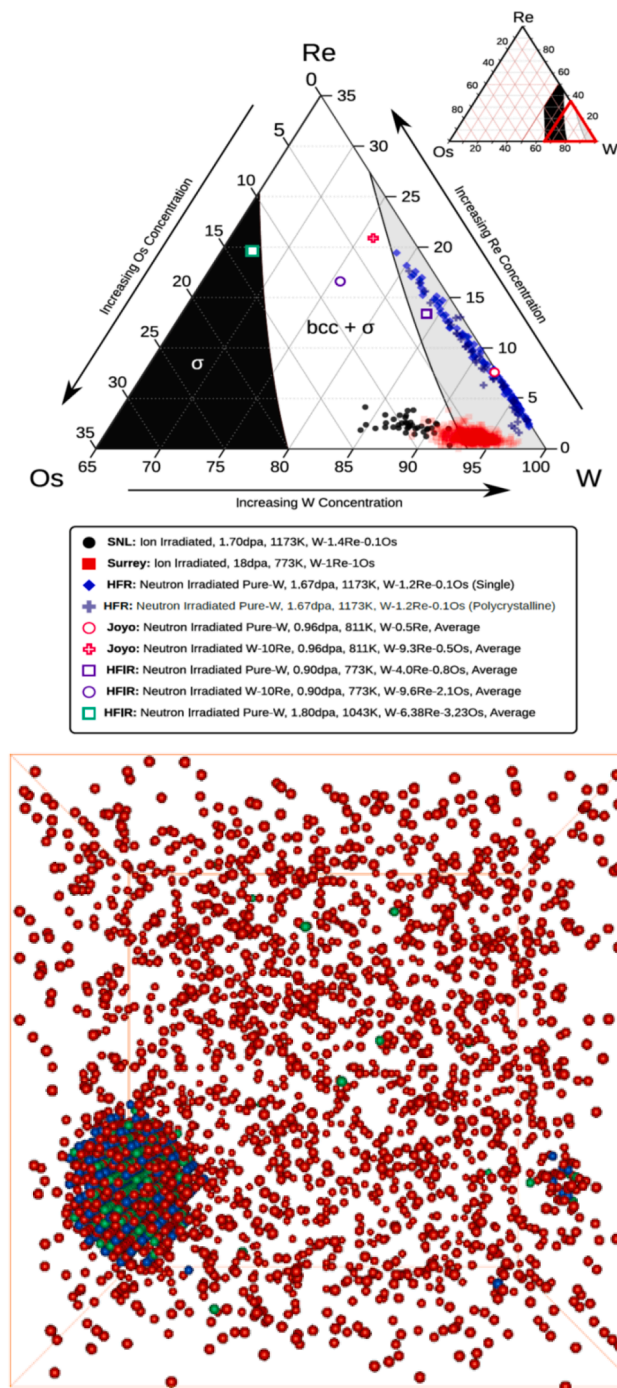 Re
20
80
40
60
60
40
80
20
Os
W
20
40
60
80
Re
0
35
5
30
10
25
15
20
20
15
25
10
30
5
35
0
Os
W
65
70
75
80
85
90
95
100
Increasing Os Concentration
Increasing Re Concentration
Increasing W Concentration
σ
bcc + σ
SNL: Ion Irradiated, 1.70dpa, 1173K, W-1.4Re-0.1Os
Surrey: Ion Irradiated, 18dpa, 773K, W-1Re-1Os
HFR: Neutron Irradiated Pure-W, 1.67dpa, 1173K, W-1.2Re-0.1Os (Single)
HFR: Neutron Irradiated Pure-W, 1.67dpa, 1173K, W-1.2Re-0.1Os (Polycrystalline)
Joyo: Neutron Irradiated Pure-W, 0.96dpa, 811K, W-0.5Re, Average
Joyo: Neutron Irradiated W-10Re, 0.96dpa, 811K, W-9.3Re-0.5Os, Average
HFIR: Neutron Irradiated Pure-W, 0.90dpa, 773K, W-4.0Re-0.8Os, Average
HFIR: Neutron Irradiated W-10Re, 0.90dpa, 773K, W-9.6Re-2.1Os, Average
HFIR: Neutron Irradiated Pure-W, 1.80dpa, 1043K, W-6.38Re-3.23Os, Average